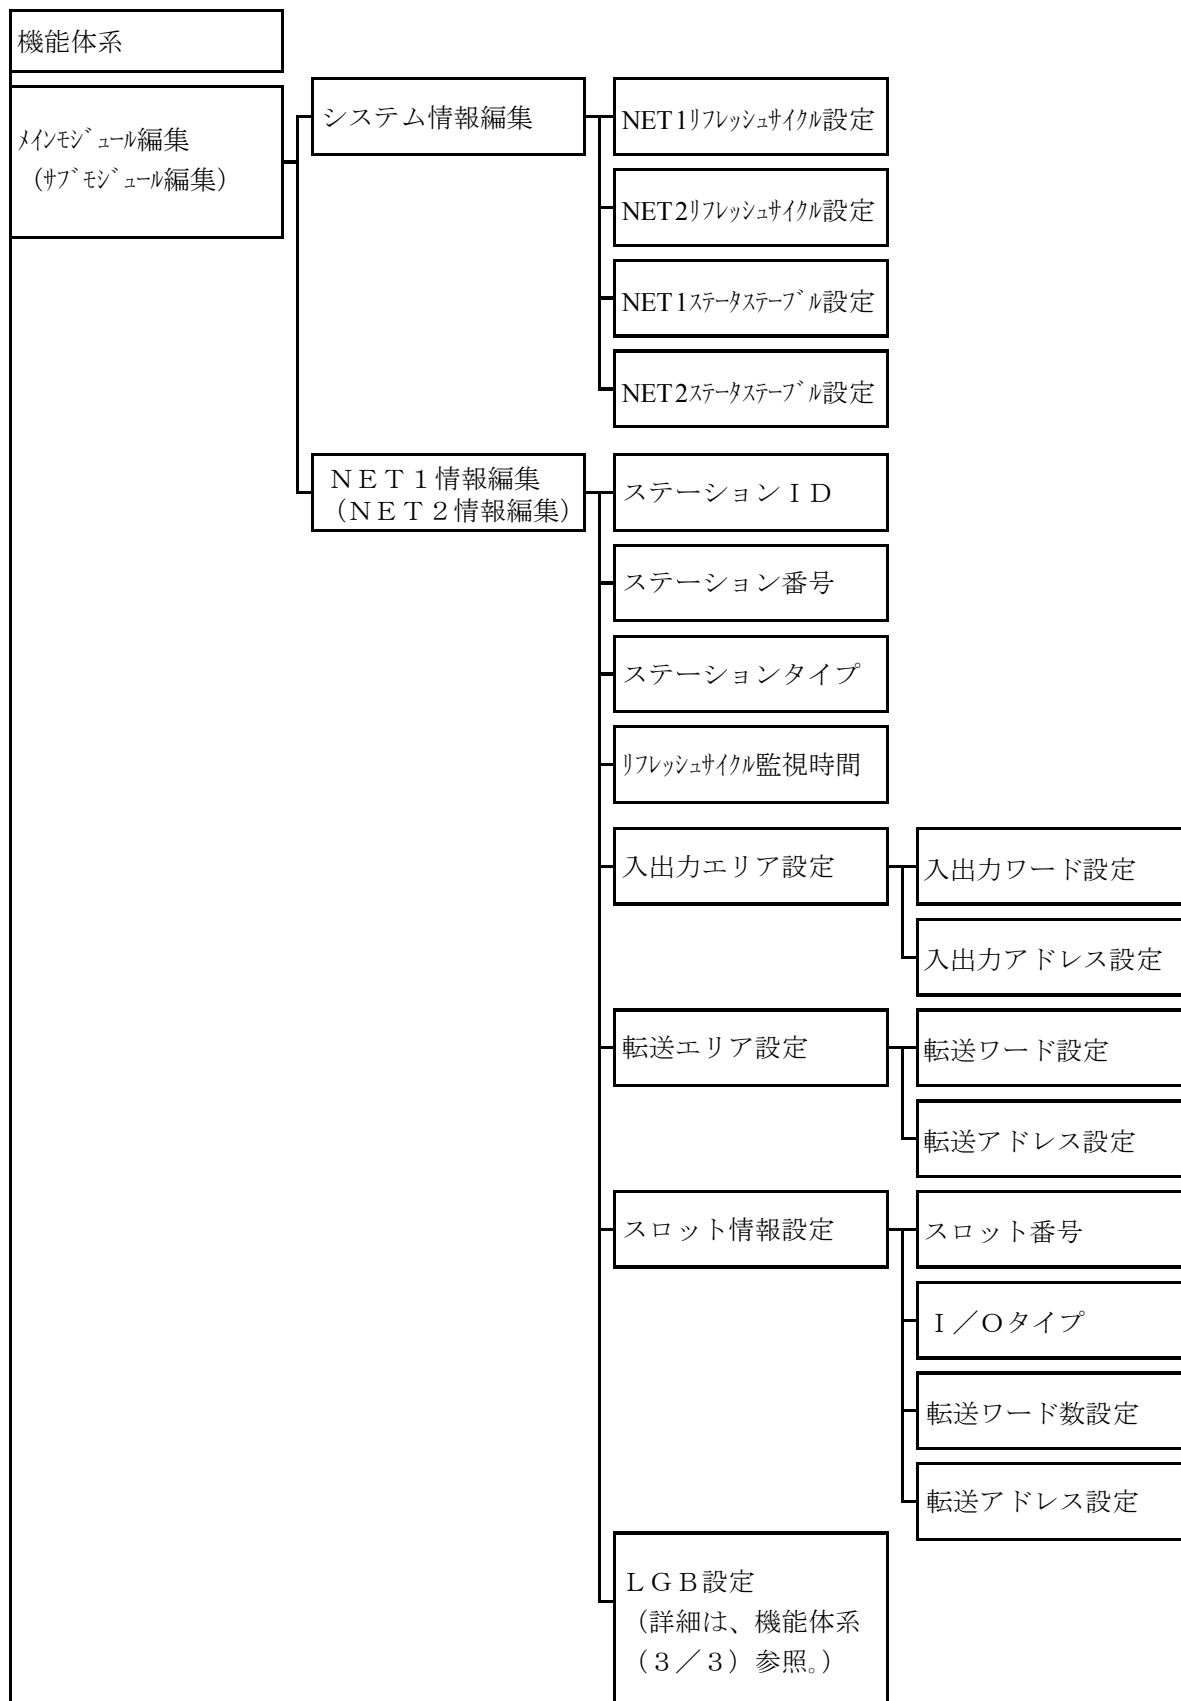 機能体系
ﾒｲﾝﾓｼﾞｭｰﾙ編集
（ｻﾌﾞﾓｼﾞｭｰﾙ編集）
システム情報編集
NET1ﾘﾌﾚｯｼｭｻｲｸﾙ設定
NET2ﾘﾌﾚｯｼｭｻｲｸﾙ設定
NET1ｽﾃｰﾀｽﾃｰﾌﾞﾙ設定
NET2ｽﾃｰﾀｽﾃｰﾌﾞﾙ設定
ＮＥＴ１情報編集
（ＮＥＴ２情報編集）
ステーションＩＤ
ステーション番号
ステーションタイプ
ﾘﾌﾚｯｼｭｻｲｸﾙ監視時間
入出力エリア設定
入出力ワード設定
入出力アドレス設定
転送エリア設定
転送ワード設定
転送アドレス設定
スロット情報設定
スロット番号
Ｉ／Ｏタイプ
転送ワード数設定
転送アドレス設定
ＬＧＢ設定
（詳細は、機能体系
（３／３）参照。）